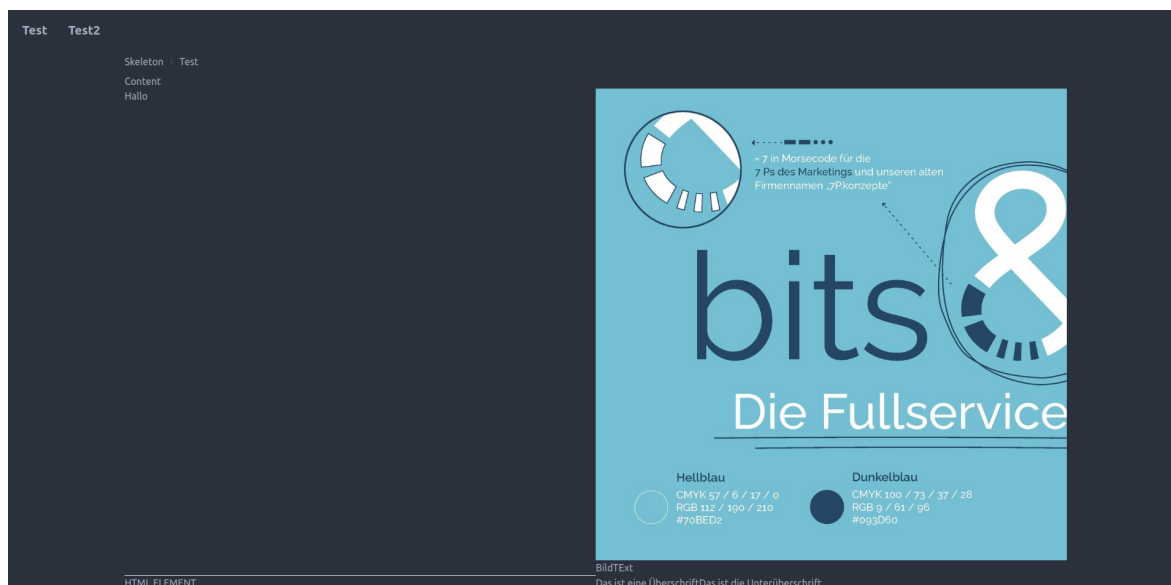 Test Test2
Skeleton > Test
Content
Hallo
= 7 in Morsecode für die
7 Ps des Marketings und unseren alten
Firmennamen „7P.konzepte“
bits&
Die Fullservice
Hellblau
CMYK 57 / 6 / 17 / 0
RGB 112 / 190 / 210
#70BED2
Dunkelblau
CMYK 100 / 73 / 37 / 28
RGB 9 / 61 / 96
#093D60
BildTExt
HTML ELEMENT
Das ist eine ÜberschriftDas ist die Unterüberschrift